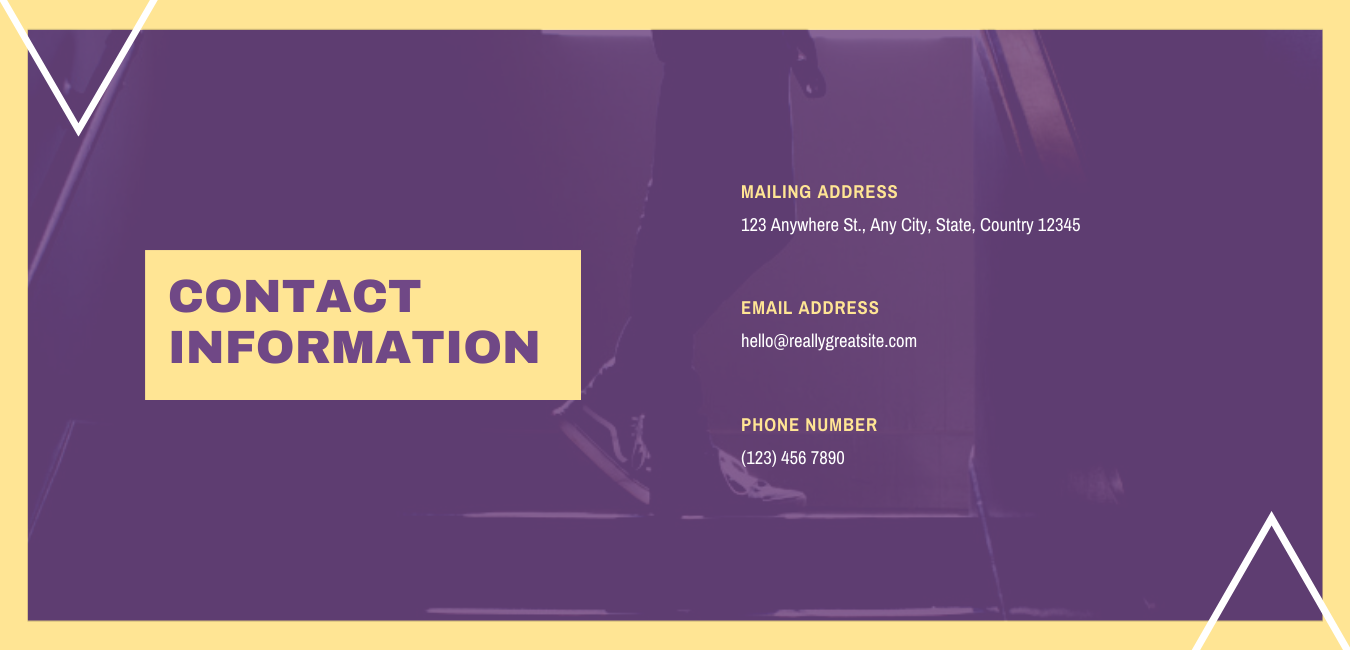 CONTACT
INFORMATION
MAILING ADDRESS
123 Anywhere St., Any City, State, Country 12345
EMAIL ADDRESS
hello@reallygreatsite.com
PHONE NUMBER
(123) 456 7890